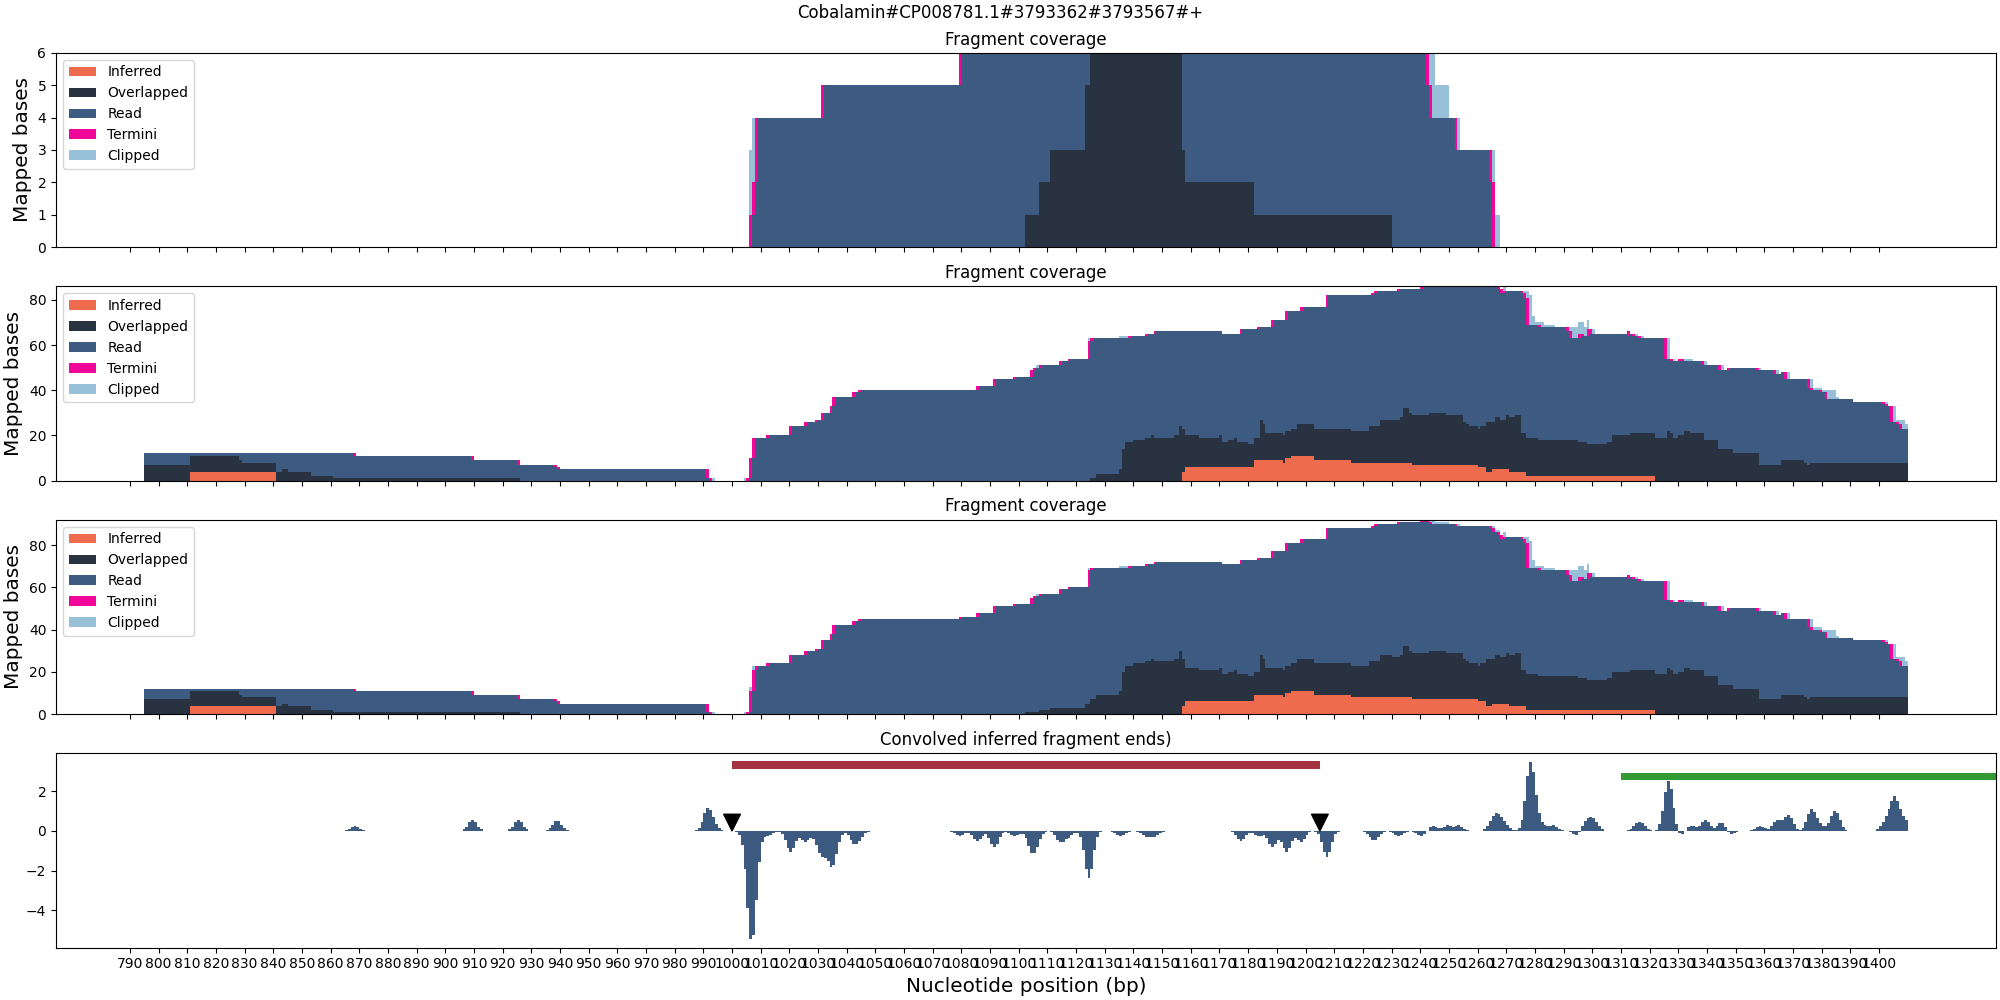 Cobalamin#CP008781.1#3793362#3793567#+
Fragment coverage
Mapped bases
6
5
4
3
2
1
0
Inferred
Overlapped
Read
Termini
Clipped
Fragment coverage
Mapped bases
80
60
40
20
0
Inferred
Overlapped
Read
Termini
Clipped
Fragment coverage
Mapped bases
80
60
40
20
0
Inferred
Overlapped
Read
Termini
Clipped
Convolved inferred fragment ends)
2
0
−2
−4
790 800 810 820 830 840 850 860 870 880 890 900 910 920 930 940 950 960 970 980 990 1000 1010 1020 1030 1040 1050 1060 1070 1080 1090 1100 1110 1120 1130 1140 1150 1160 1170 1180 1190 1200 1210 1220 1230 1240 1250 1260 1270 1280 1290 1300 1310 1320 1330 1340 1350 1360 1370 1380 1390 1400
Nucleotide position (bp)